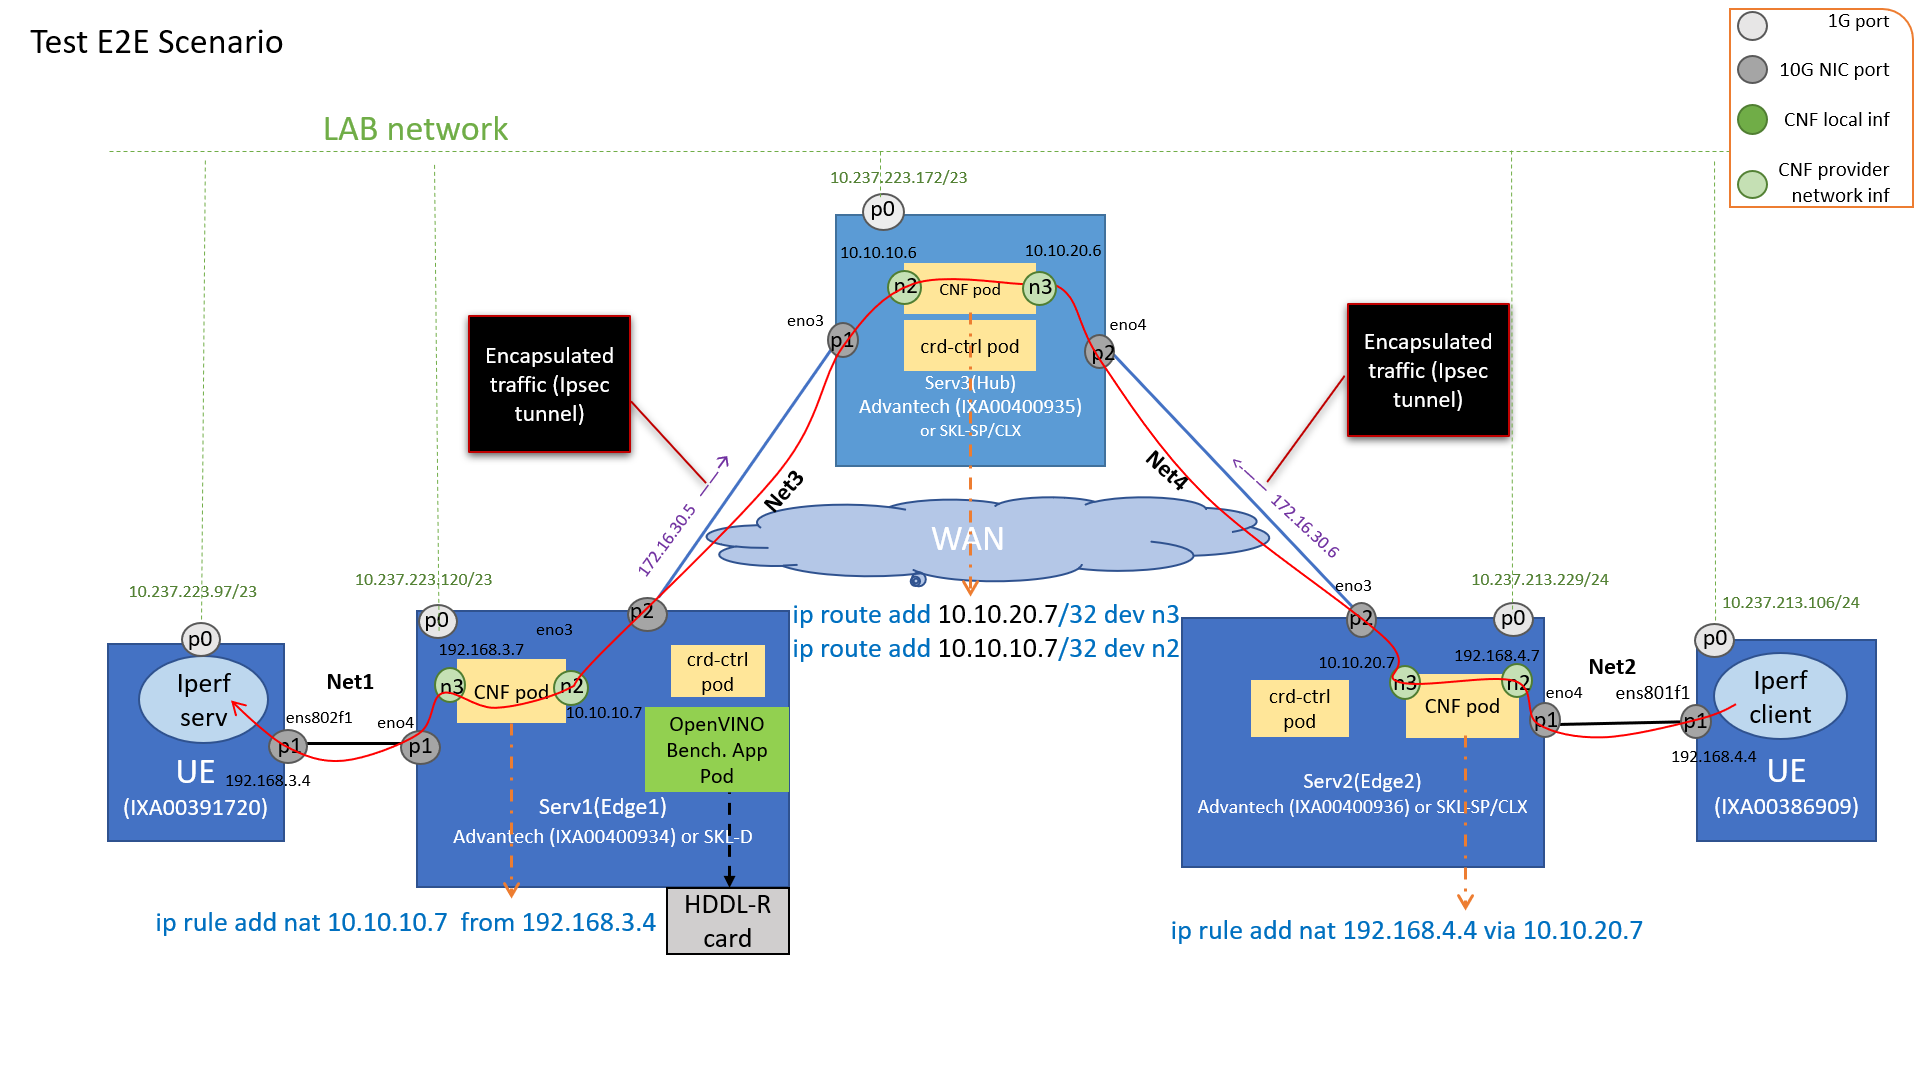 Test E2E Scenario
1G port
10G NIC port
CNF local inf
CNF provider
network inf
LAB network
10.237.223.172/23
p0
10.10.10.6
10.10.20.6
n2
CNF pod
n3
eno3
p1
eno4
p2
crd-ctrl pod
Serv3(Hub)
Advantech (IXA00400935)
or SKL-SP/CLX
Encapsulated
traffic (Ipsec
tunnel)
Encapsulated
traffic (Ipsec
tunnel)
172.16.30.5
Net3
Net4
172.16.30.6
WAN
ip route add 10.10.20.7/32 dev n3
ip route add 10.10.10.7/32 dev n2
10.237.223.97/23
p0
Iperf
serv
UE
(IXA00391720)
p1
192.168.3.4
ens802f1
Net1
eno4
p1
10.237.223.120/23
p0
eno3
p2
192.168.3.7
n3
CNF pod
n2
10.10.10.7
crd-ctrl
pod
OpenVINO
Bench. App
Pod
Serv1(Edge1)
Advantech (IXA00400934) or SKL-D
HDDL-R
card
ip rule add nat 10.10.10.7 from 192.168.3.4
eno3
p2
10.237.213.229/24
p0
10.10.20.7
192.168.4.7
n3
n2
CNF pod
crd-ctrl
pod
Serv2(Edge2)
Advantech (IXA00400936) or SKL-SP/CLX
eno4
p1
Net2
ens801f1
p1
192.168.4.4
10.237.213.106/24
p0
Iperf
client
UE
(IXA00386909)
ip rule add nat 192.168.4.4 via 10.10.20.7